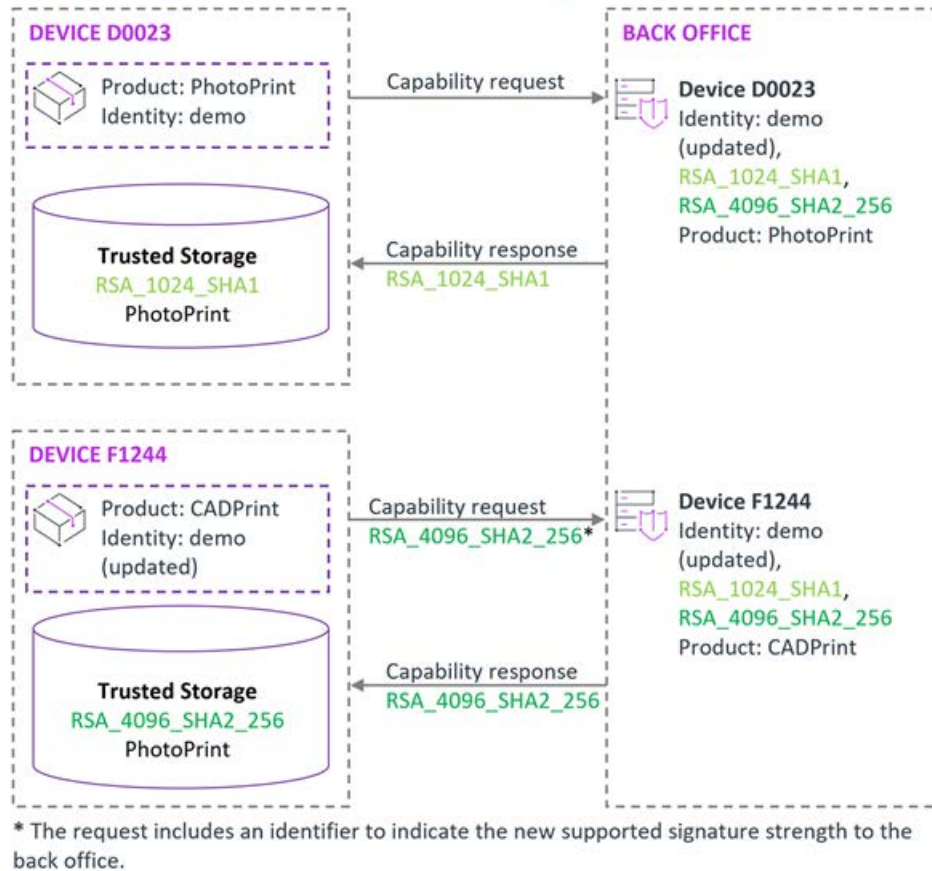 DEVICE D0023
Product: PhotoPrint
Identity: demo
Trusted Storage
RSA_1024_SHA1
PhotoPrint
Capability request
Capability response
RSA_1024_SHA1
BACK OFFICE
Device D0023
Identity: demo
(updated),
RSA_1024_SHA1,
RSA_4096_SHA2_256
Product: PhotoPrint
DEVICE F1244
Product: CADPrint
Identity: demo
(updated)
Trusted Storage
RSA_4096_SHA2_256
PhotoPrint
Capability request
RSA_4096_SHA2_256*
Capability response
RSA_4096_SHA2_256
Device F1244
Identity: demo
(updated),
RSA_1024_SHA1,
RSA_4096_SHA2_256
Product: CADPrint
* The request includes an identifier to indicate the new supported signature strength to the
back office.